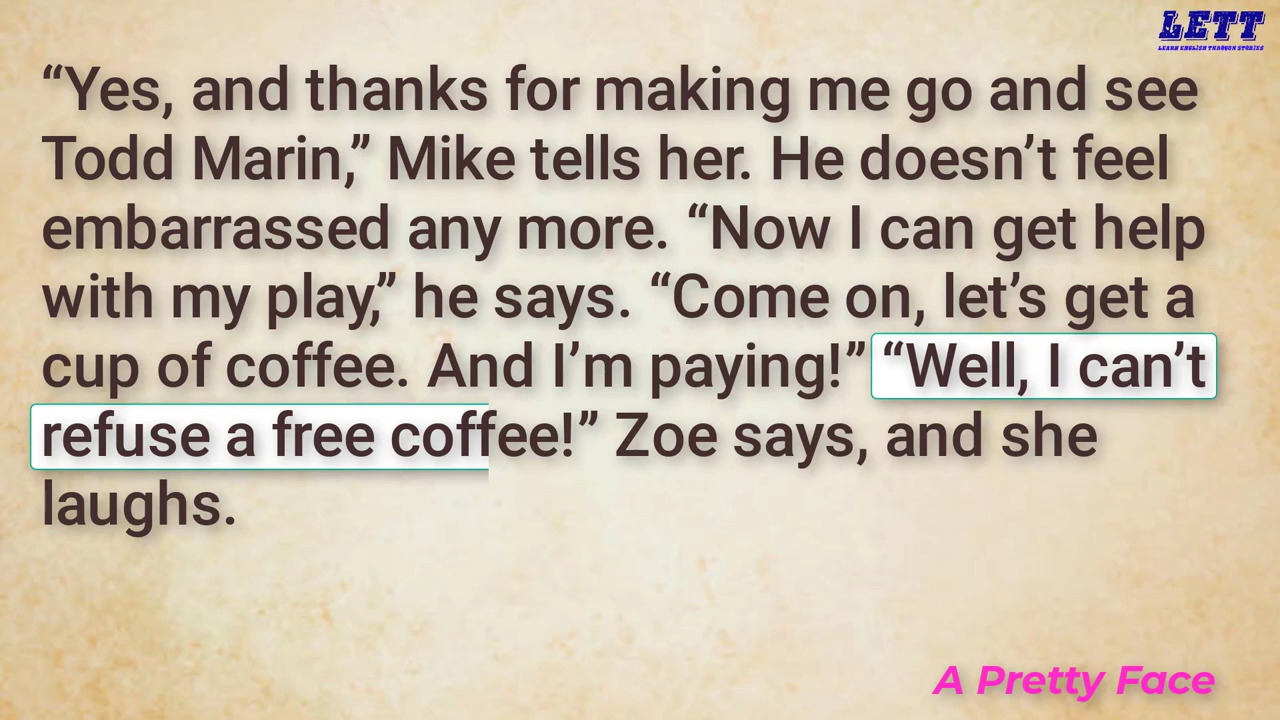 LETT
LEARN ENGLISH THROUGH STORIES
“Yes, and thanks for making me go and see
Todd Marin,” Mike tells her. He doesn’t feel
embarrassed any more. “Now I can get help
with my play,” he says. “Come on, let’s get a
cup of coffee. And I’m paying!” “Well, I can’t
refuse a free coffee!” Zoe says, and she
laughs.
A Pretty Face